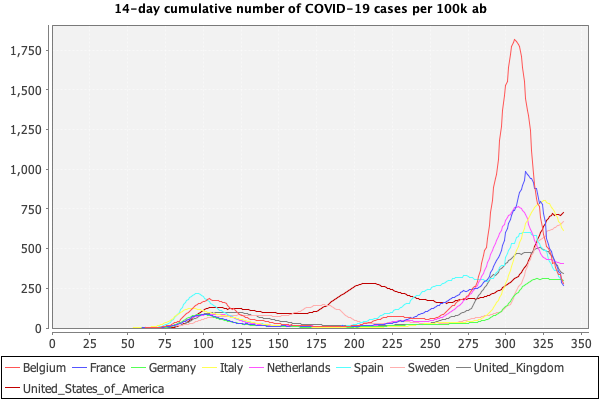 14-day cumulative number of COVID-19 cases per 100k ab
1,750
1,500
1,250
1,000
750
500
250
0
0 25 50 75 100 125 150 175 200 225 250 275 300 325 350
Belgium France Germany Italy Netherlands Spain Sweden United_Kingdom
United_States_of_America